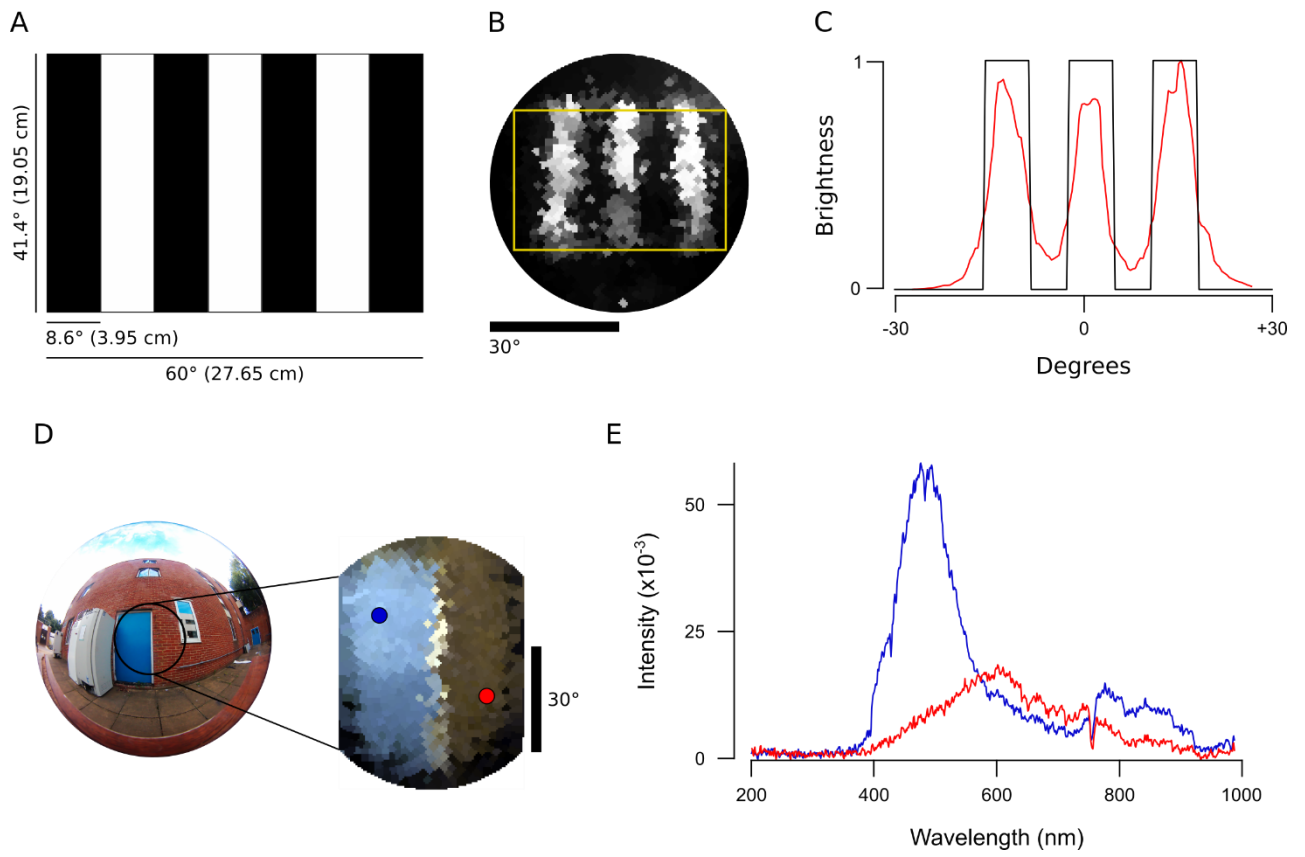 A
41.4° (19.05 cm)
8.6° (3.95 cm)
60° (27.65 cm)
B
30°
C
1
Brightness
0
-30
0
+30
Degrees
D
30°
E
50
Intensity (x10⁻³)
25
0
200
400
600
800
1000
Wavelength (nm)